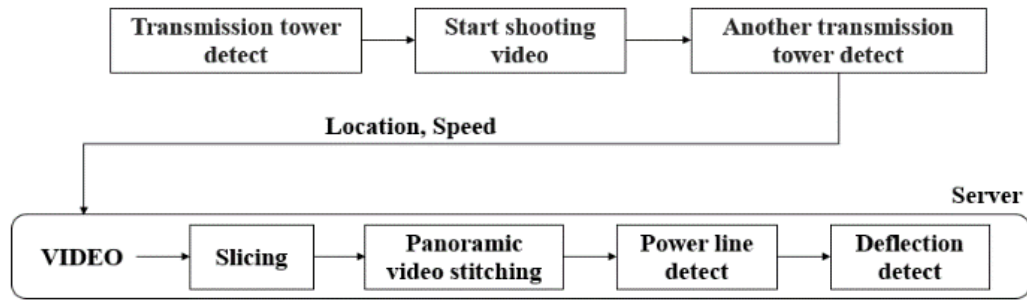 Transmission tower
detect
Start shooting
video
Another transmission
tower detect
Location, Speed
Server
VIDEO
Slicing
Panoramic
video stitching
Power line
detect
Deflection
detect